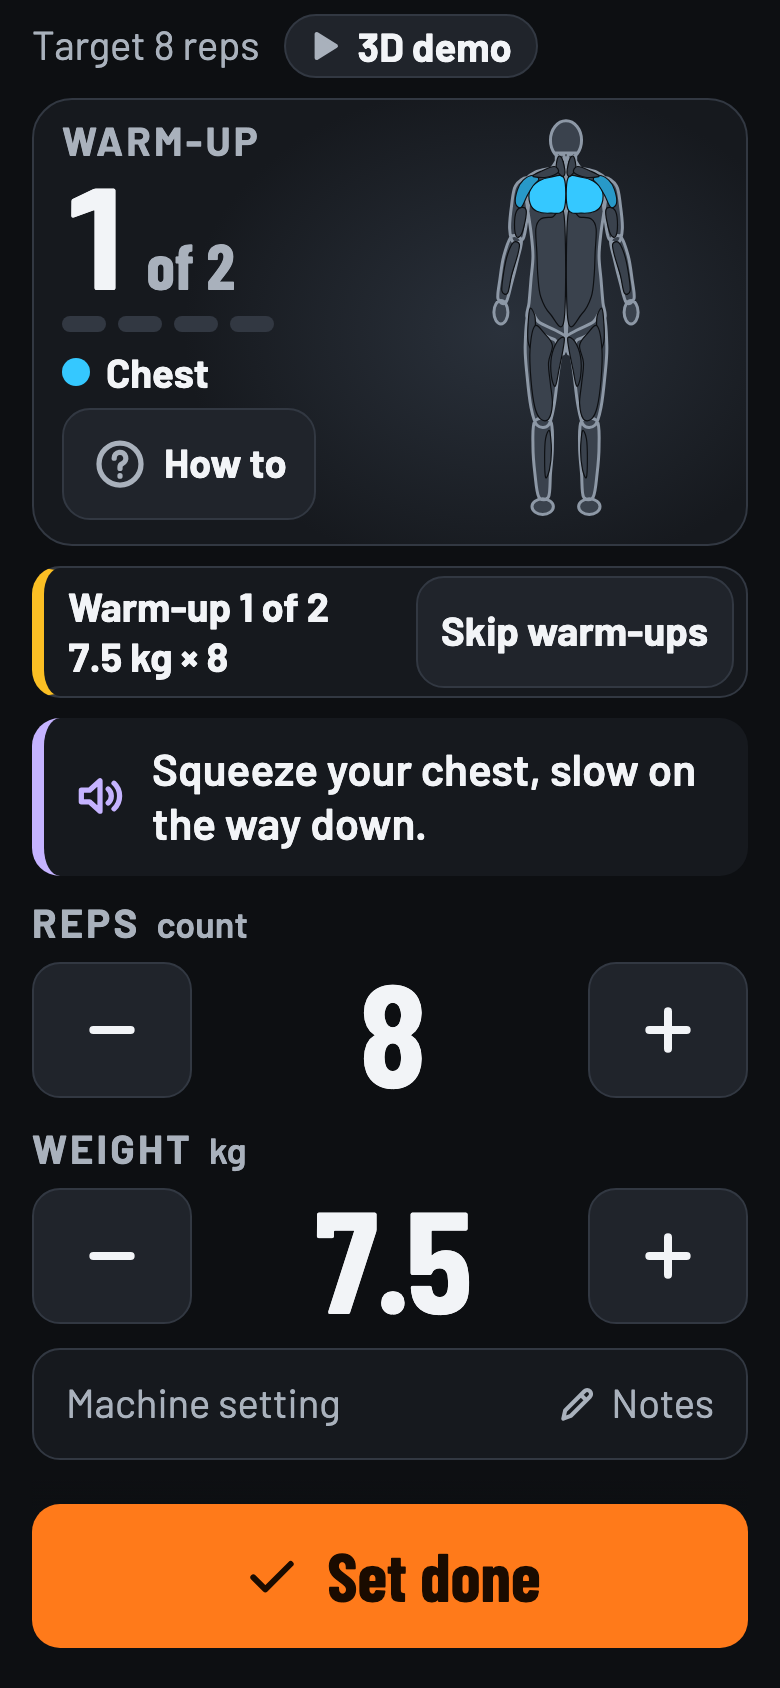 Target 8 reps
3D demo
WARM-UP
1 of 2
Chest
How to
Warm-up 1 of 2
7.5 kg × 8
Skip warm-ups
Squeeze your chest, slow on
the way down.
REPS count
8
WEIGHT kg
7.5
Machine setting
Notes
Set done